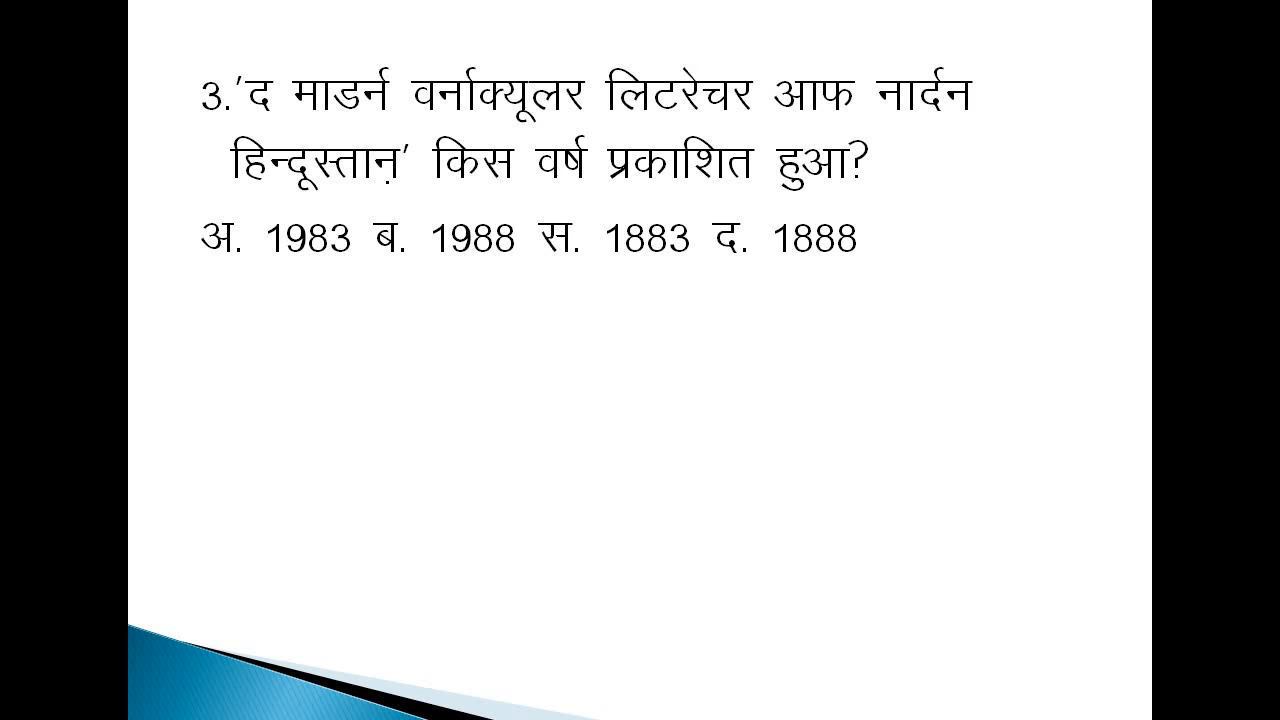 3.'द माडर्न वर्नाक्यूलर लिटरेचर आफ नार्दन
हिन्दूस्ताऩ' किस वर्ष प्रकाशित हुआ?
अ. 1983 ब. 1988 स. 1883 द. 1888